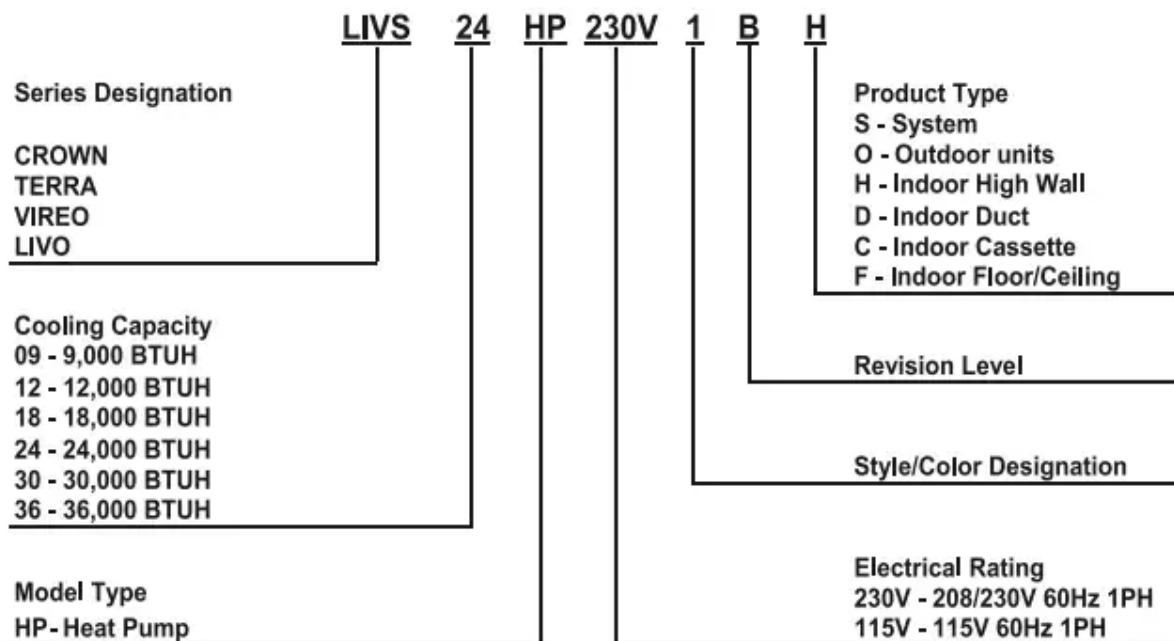 LIVS 24 HP 230V 1 B H
Series Designation
CROWN
TERRA
VIREO
LIVO
Cooling Capacity
09 - 9,000 BTUH
12 - 12,000 BTUH
18 - 18,000 BTUH
24 - 24,000 BTUH
30 - 30,000 BTUH
36 - 36,000 BTUH
Model Type
HP- Heat Pump
Product Type
S - System
O - Outdoor units
H - Indoor High Wall
D - Indoor Duct
C - Indoor Cassette
F - Indoor Floor/Ceiling
Revision Level
Style/Color Designation
Electrical Rating
230V - 208/230V 60Hz 1PH
115V - 115V 60Hz 1PH